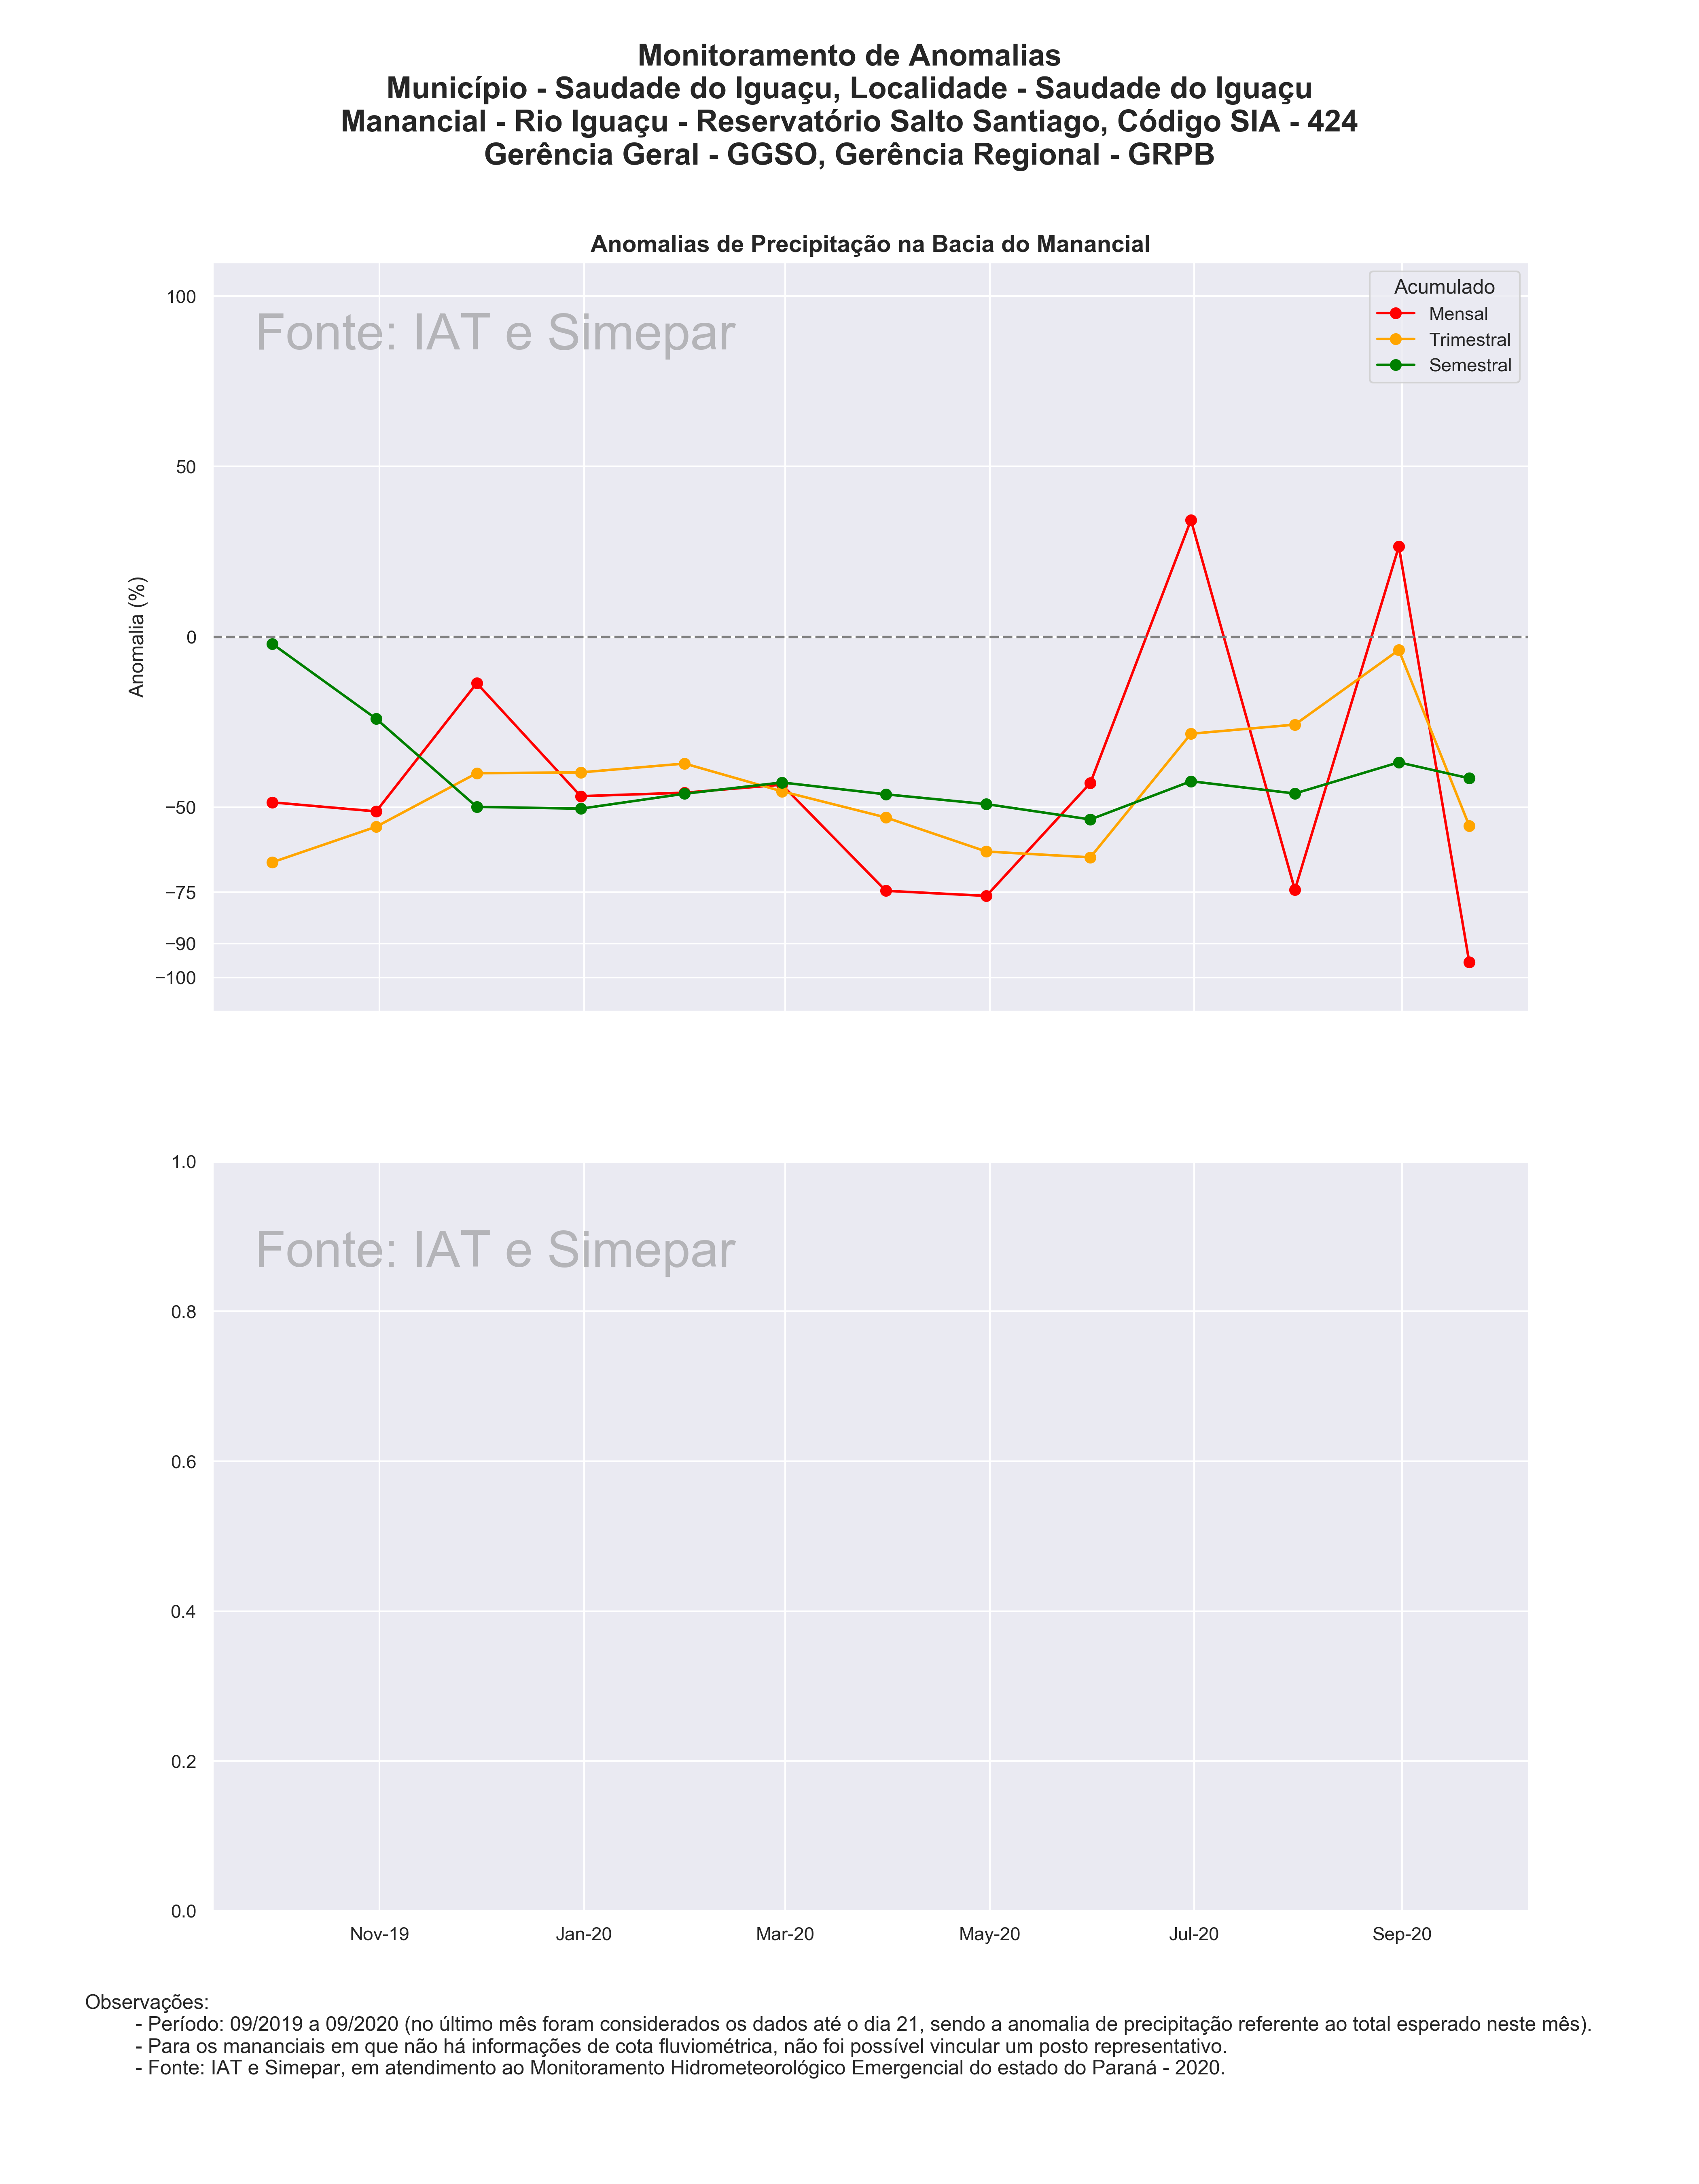 Monitoramento de Anomalias
Município - Saudade do Iguaçu, Localidade - Saudade do Iguaçu
Manancial - Rio Iguaçu - Reservatório Salto Santiago, Código SIA - 424
Gerência Geral - GGSO, Gerência Regional - GRPB
Anomalias de Precipitação na Bacia do Manancial
Fonte: IAT e Simepar
Acumulado
Mensal
Trimestral
Semestral
Anomalia (%)
100
50
0
−50
−75
−90
−100
Fonte: IAT e Simepar
1.0
0.8
0.6
0.4
0.2
0.0
Nov-19 Jan-20 Mar-20 May-20 Jul-20 Sep-20
Observações:
- Período: 09/2019 a 09/2020 (no último mês foram considerados os dados até o dia 21, sendo a anomalia de precipitação referente ao total esperado neste mês).
- Para os mananciais em que não há informações de cota fluviométrica, não foi possível vincular um posto representativo.
- Fonte: IAT e Simepar, em atendimento ao Monitoramento Hidrometeorológico Emergencial do estado do Paraná - 2020.